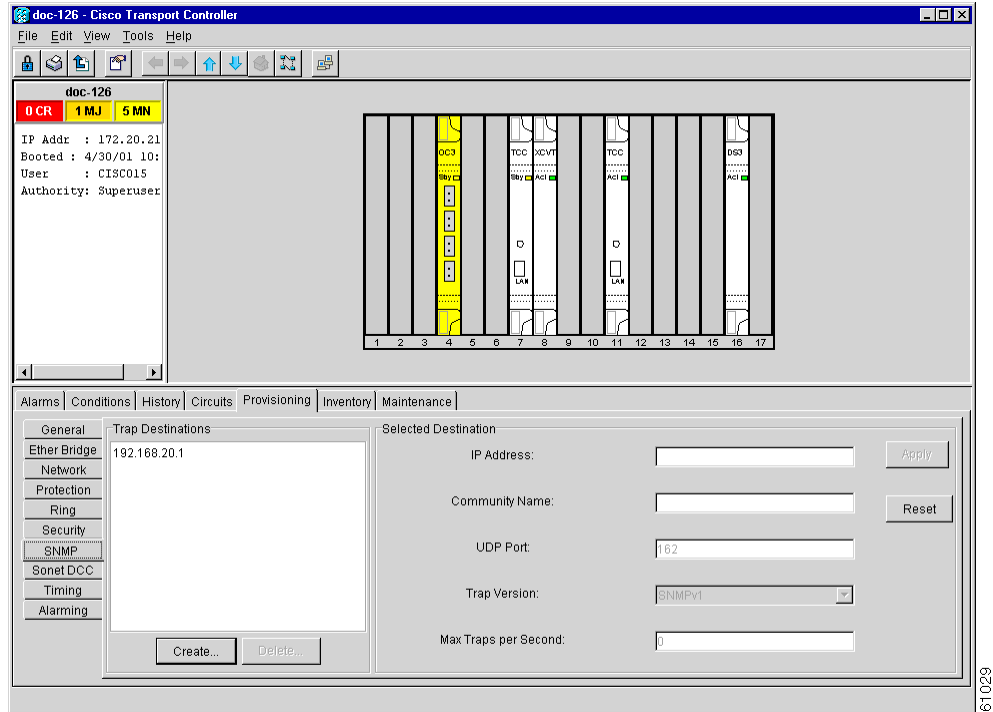 doc-126 - Cisco Transport Controller
File Edit View Tools Help
doc-126
0 CR 1 MJ 5 MN
IP Addr : 172.20.21
Booted : 4/30/01 10:
User : CISCO15
Authority: Superuser
OC3 TCC XCVT TCC DS3
Sby Sby Act Act Act
LAN LAN
1 2 3 4 5 6 7 8 9 10 11 12 13 14 15 16 17
Alarms Conditions History Circuits Provisioning Inventory Maintenance
General
Ether Bridge
Network
Protection
Ring
Security
SNMP
Sonet DCC
Timing
Alarming
Trap Destinations
192.168.20.1
Create... Delete...
Selected Destination
IP Address:
Community Name:
UDP Port: 162
Trap Version: SNMPv1
Max Traps per Second: 0
Apply
Reset
61029